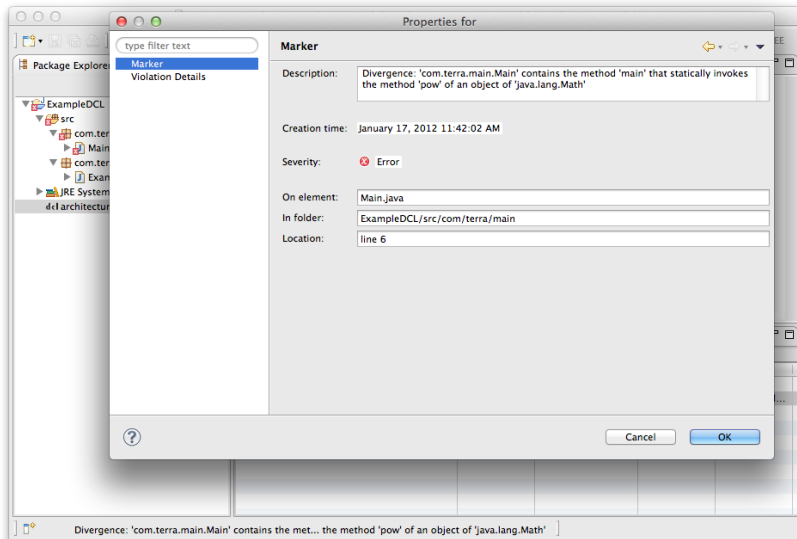 Properties for
EE
Package Explore
ExampleDCL
src
com.ter
Main
com.ter
Exan
JRE System
dcl architectur
type filter text
Marker
Violation Details
Marker
Description:
Divergence: 'com.terra.main.Main' contains the method 'main' that statically invokes
the method 'pow' of an object of 'java.lang.Math'
Creation time: January 17, 2012 11:42:02 AM
Severity: Error
On element: Main.java
In folder: ExampleDCL/src/com/terra/main
Location: line 6
Cancel OK
Divergence: 'com.terra.main.Main' contains the met... the method 'pow' of an object of 'java.lang.Math'